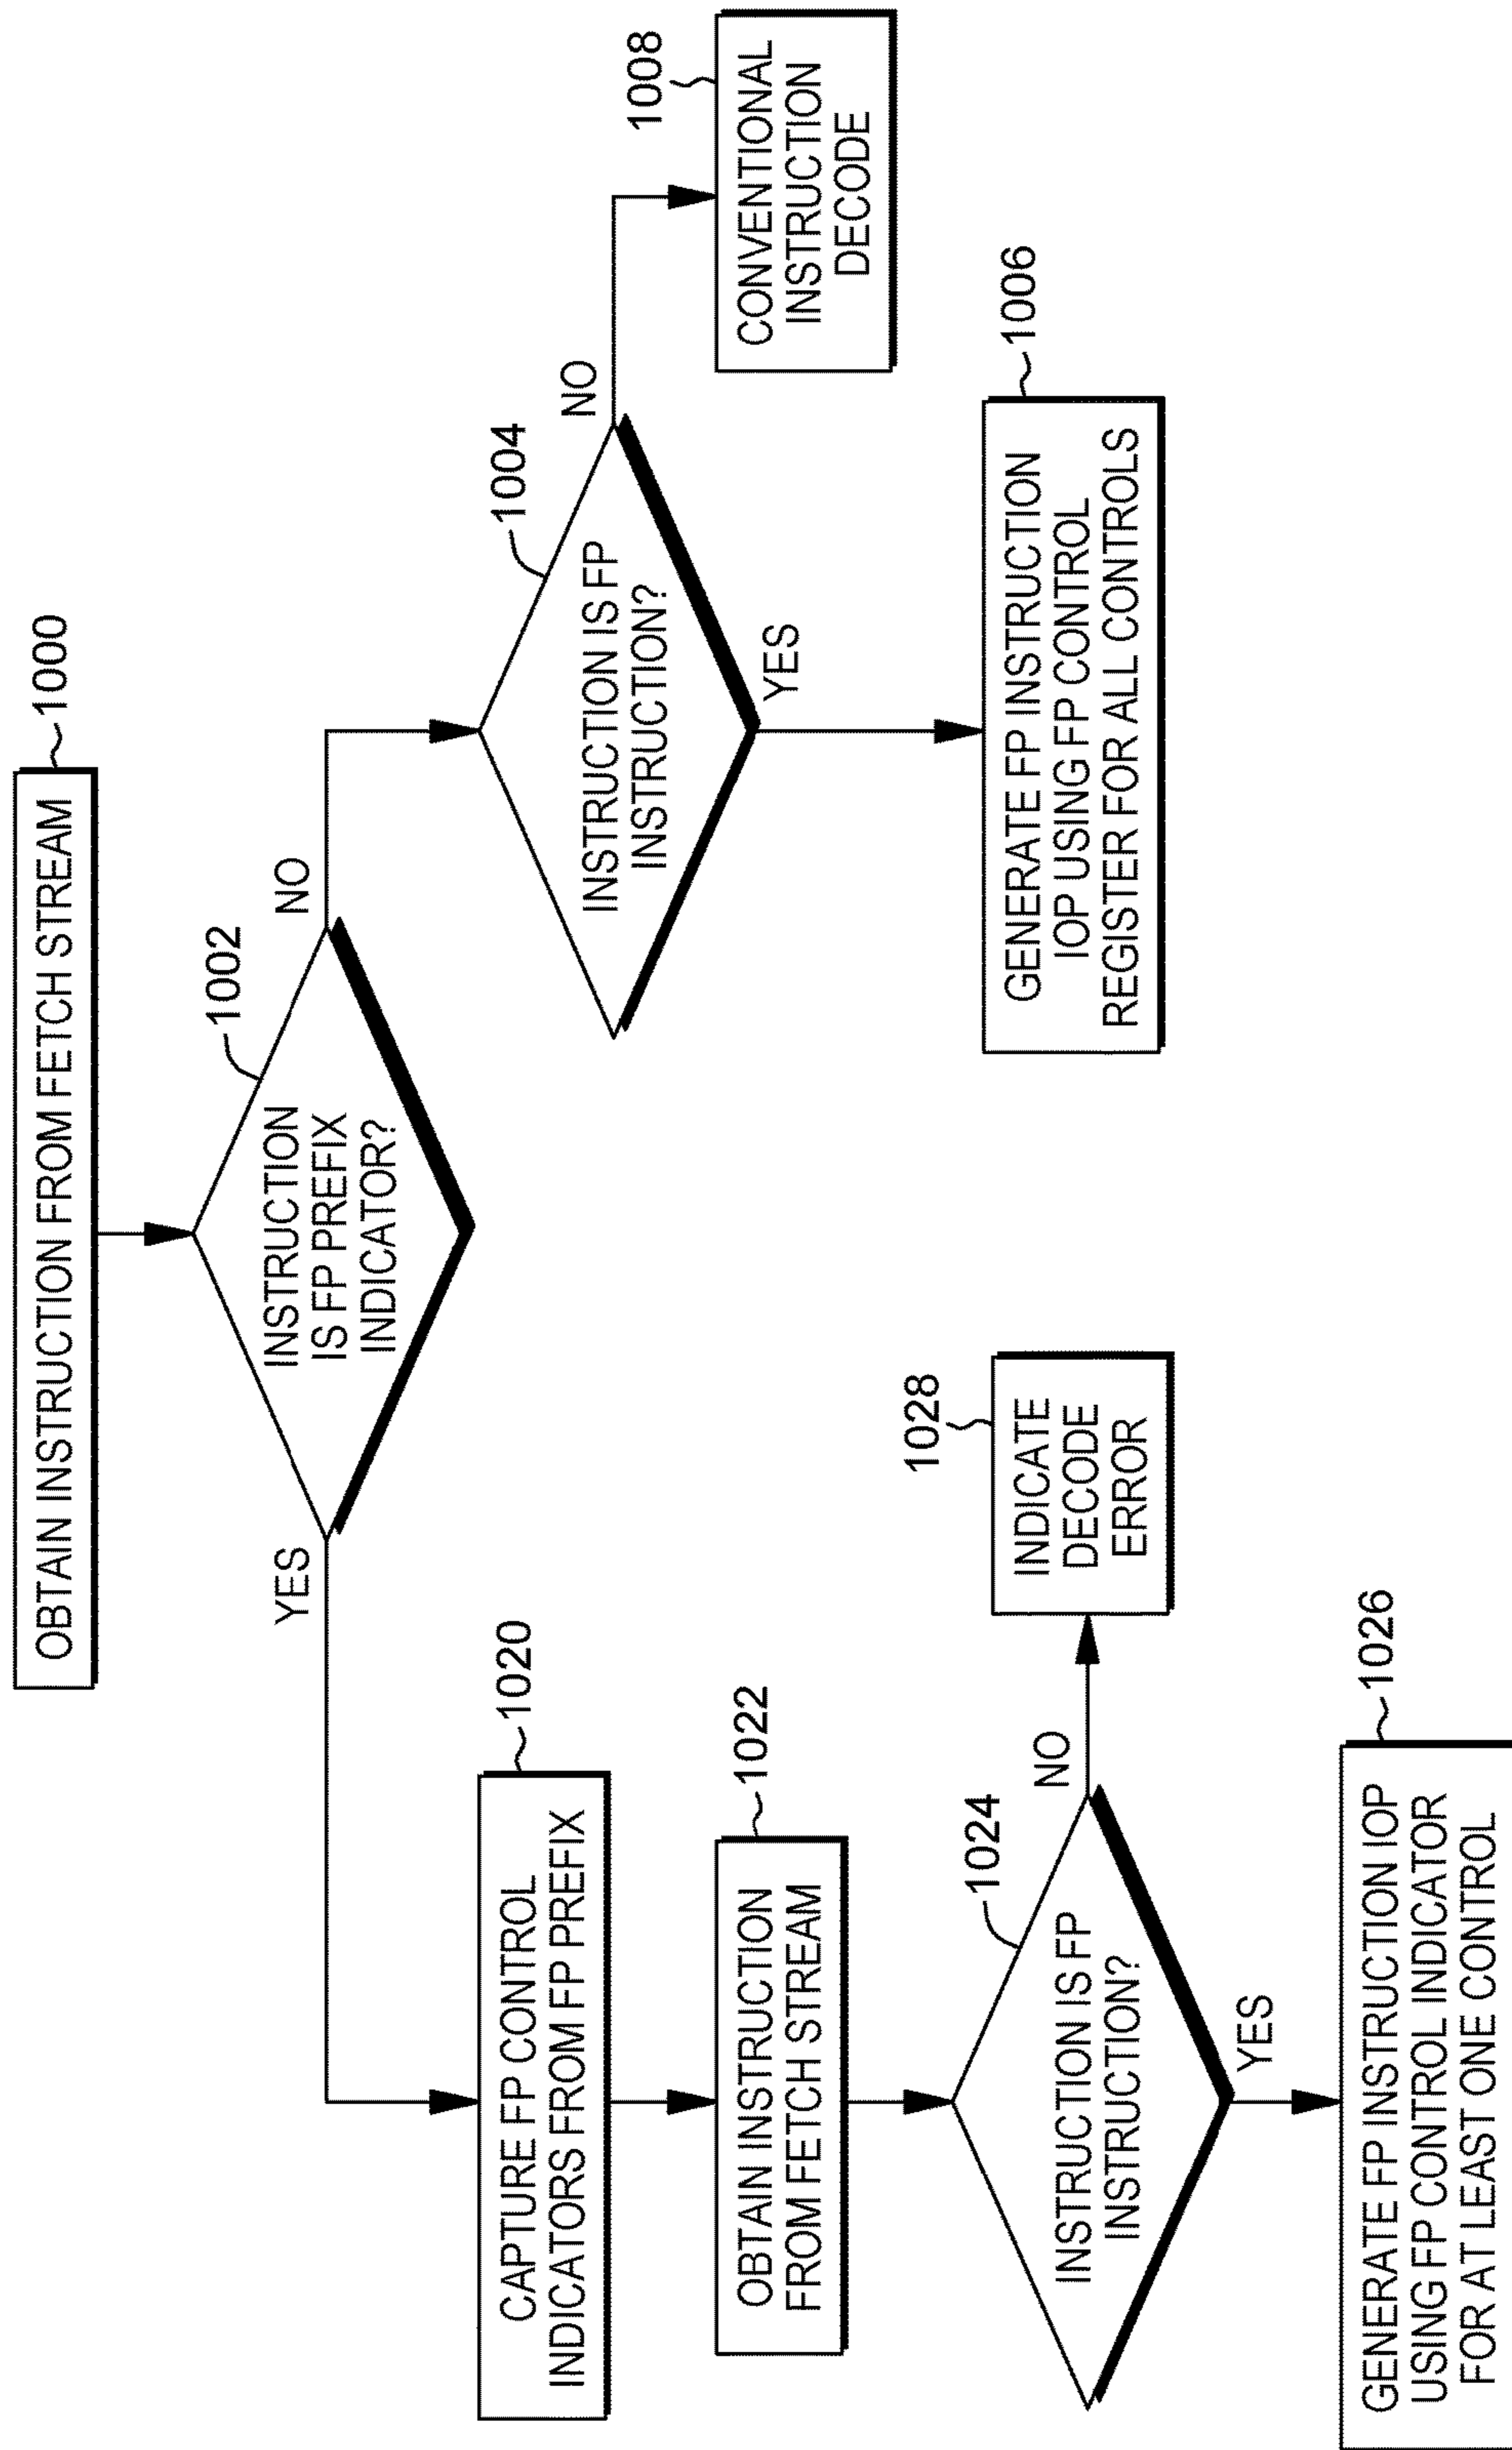 OBTAIN INSTRUCTION FROM FETCH STREAM
1000
INSTRUCTION
IS FP PREFIX
INDICATOR?
1002
YES
NO
INSTRUCTION IS FP
INSTRUCTION?
1004
NO
YES
CONVENTIONAL
INSTRUCTION
DECODE
1008
GENERATE FP INSTRUCTION
IOP USING FP CONTROL
REGISTER FOR ALL CONTROLS
1006
CAPTURE FP CONTROL
INDICATORS FROM FP PREFIX
1020
OBTAIN INSTRUCTION
FROM FETCH STREAM
1022
INSTRUCTION IS FP
INSTRUCTION?
1024
NO
YES
INDICATE
DECODE
ERROR
1028
GENERATE FP INSTRUCTION IOP
USING FP CONTROL INDICATOR
FOR AT LEAST ONE CONTROL
1026